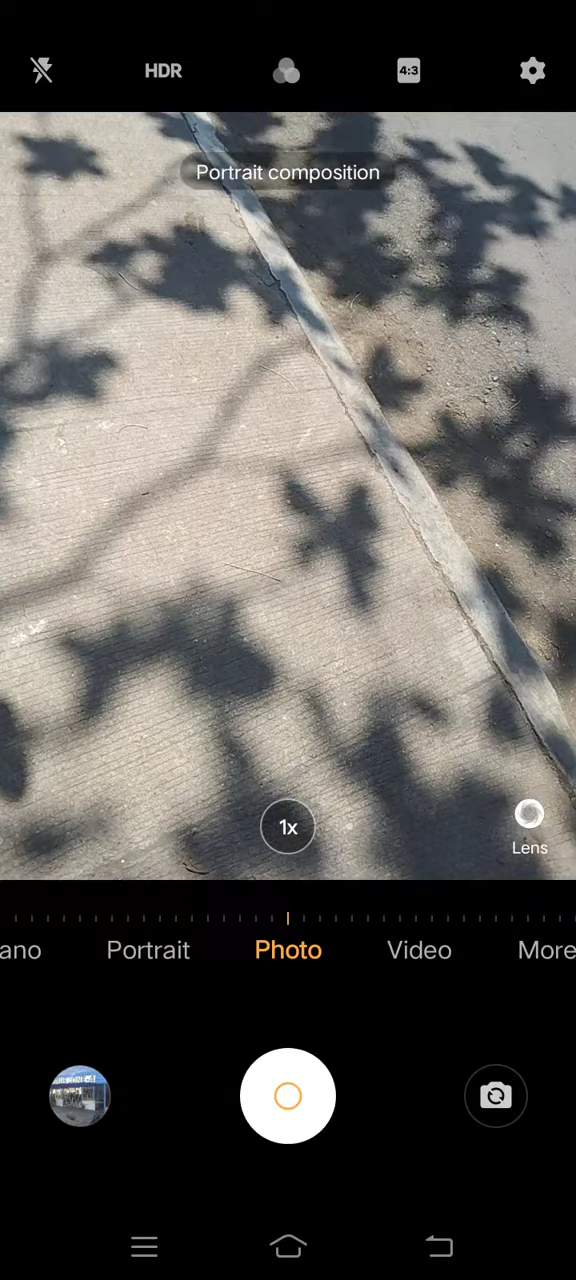 HDR
4:3
Portrait composition
1x
Lens
ano
Portrait
Photo
Video
More